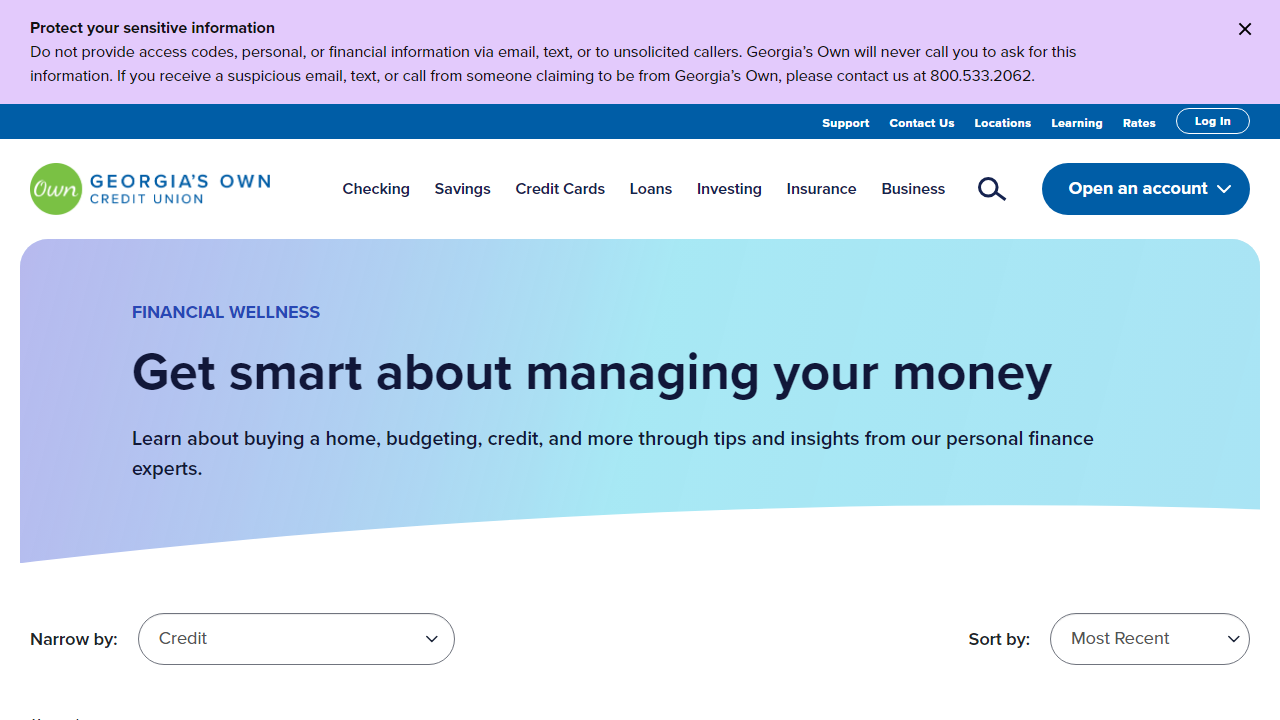 Protect your sensitive information
Do not provide access codes, personal, or financial information via email, text, or to unsolicited callers. Georgia’s Own will never call you to ask for this
information. If you receive a suspicious email, text, or call from someone claiming to be from Georgia’s Own, please contact us at 800.533.2062.
Support Contact Us Locations Learning Rates Log In
Own GEORGIA’S OWN
CREDIT UNION
Checking Savings Credit Cards Loans Investing Insurance Business Open an account
FINANCIAL WELLNESS
Get smart about managing your money
Learn about buying a home, budgeting, credit, and more through tips and insights from our personal finance
experts.
Narrow by: Credit Sort by: Most Recent